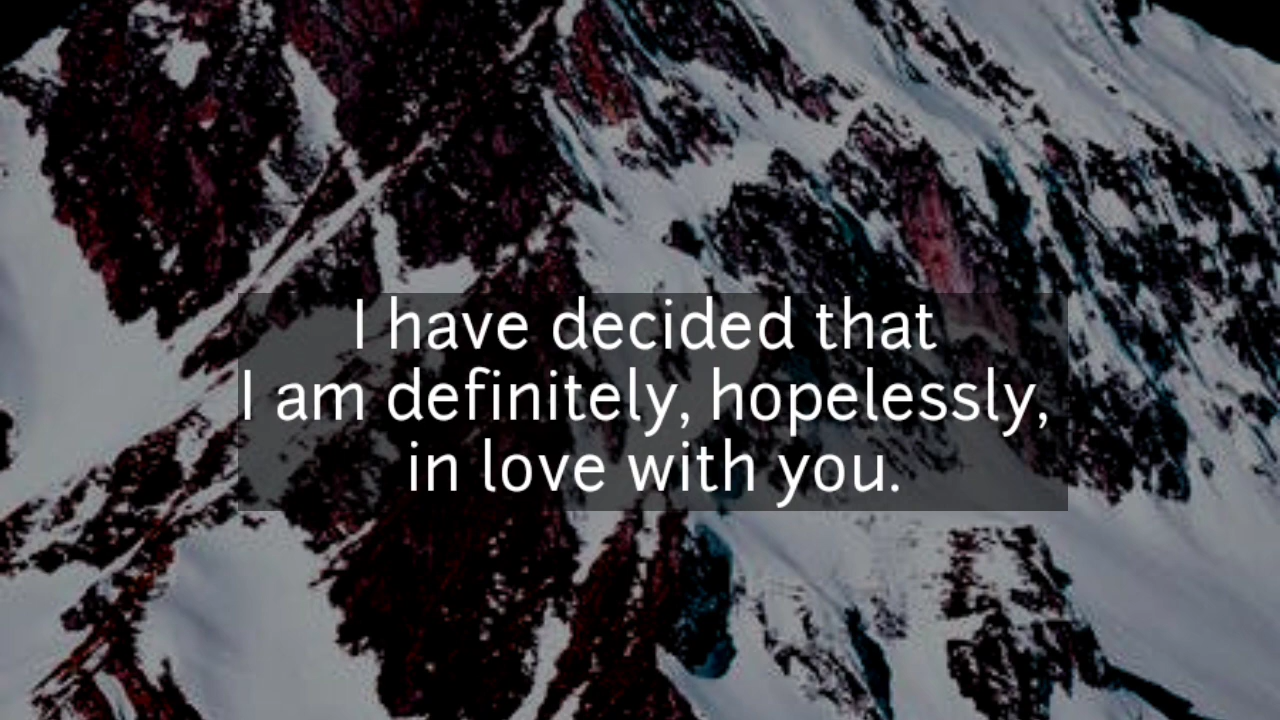 I have decided that
I am definitely, hopelessly,
in love with you.